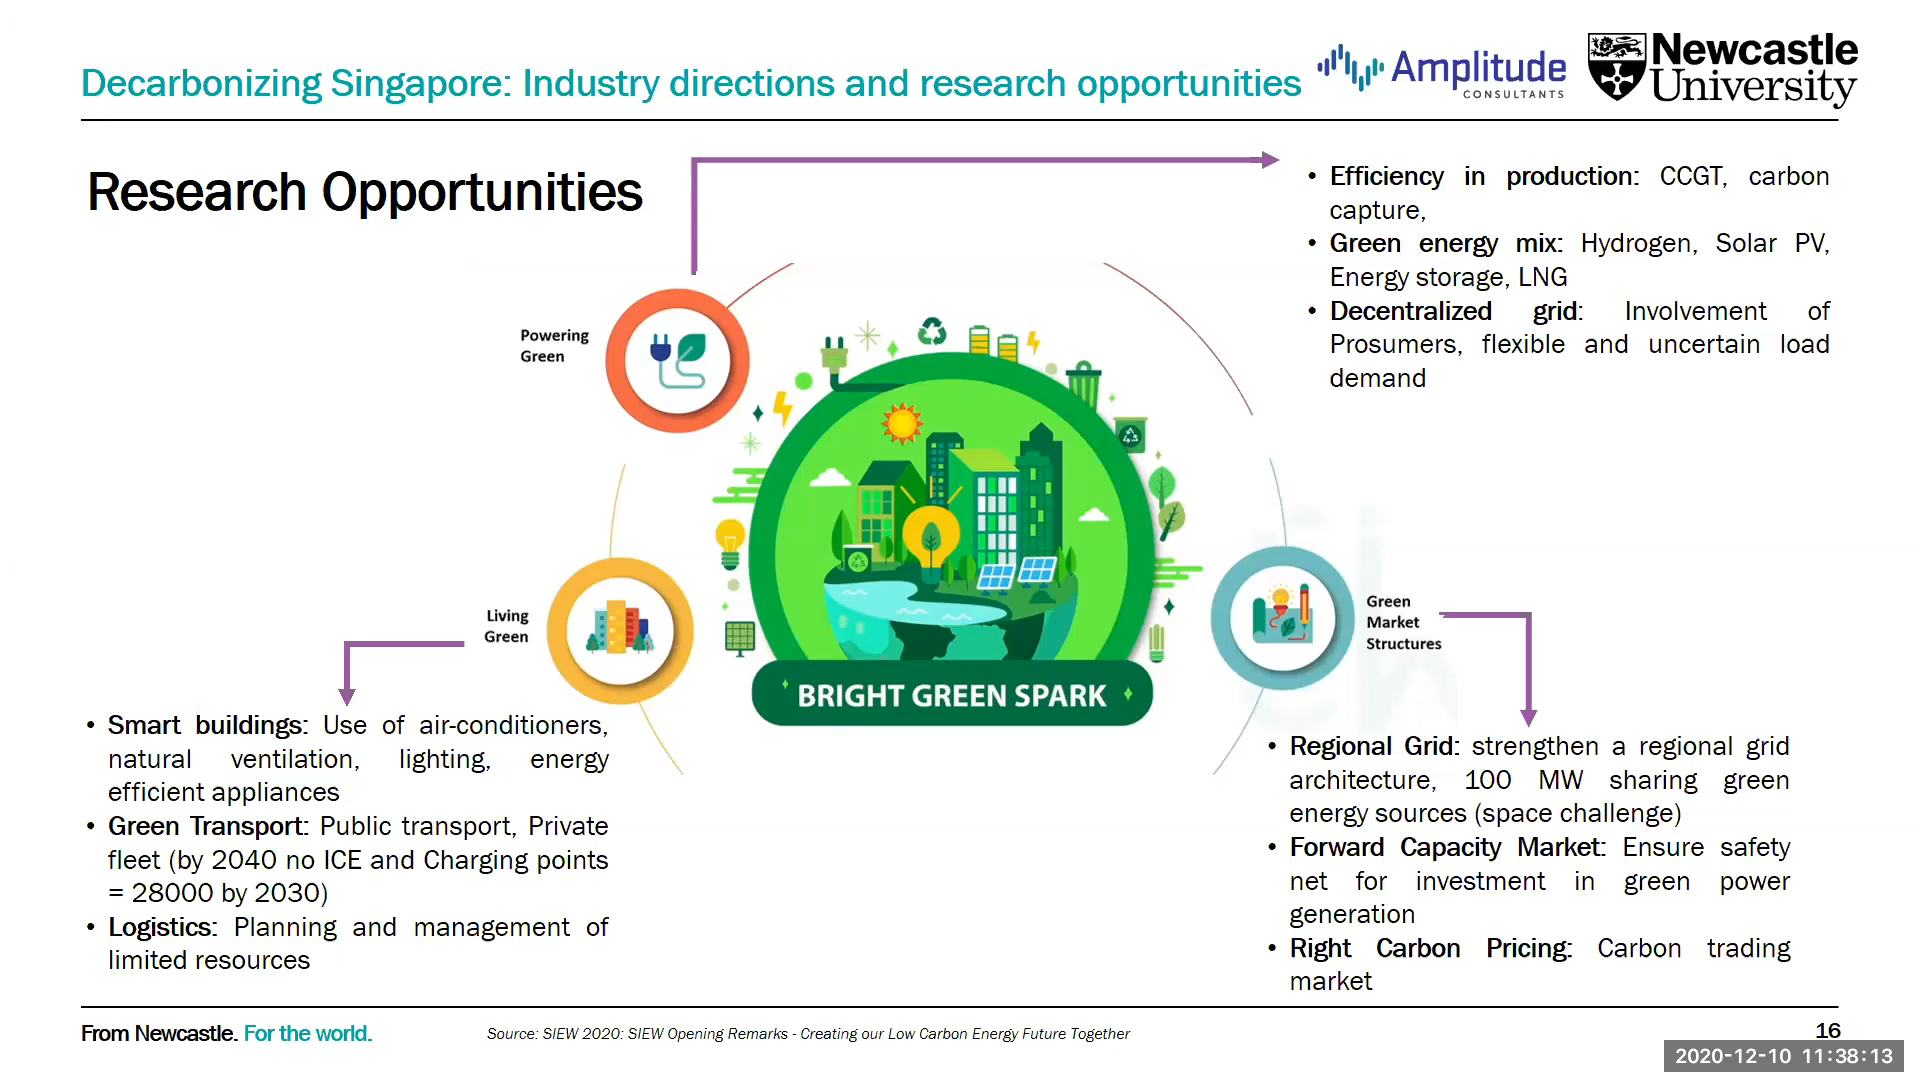 Decarbonizing Singapore: Industry directions and research opportunities
Amplitude
CONSULTANTS
Newcastle
University
Research Opportunities
• Efficiency in production: CCGT, carbon
capture,
• Green energy mix: Hydrogen, Solar PV,
Energy storage, LNG
• Decentralized grid: Involvement of
Prosumers, flexible and uncertain load
demand
Powering
Green
Living
Green
Green
Market
Structures
BRIGHT GREEN SPARK
• Smart buildings: Use of air-conditioners,
natural ventilation, lighting, energy
efficient appliances
• Green Transport: Public transport, Private
fleet (by 2040 no ICE and Charging points
= 28000 by 2030)
• Logistics: Planning and management of
limited resources
• Regional Grid: strengthen a regional grid
architecture, 100 MW sharing green
energy sources (space challenge)
• Forward Capacity Market: Ensure safety
net for investment in green power
generation
• Right Carbon Pricing: Carbon trading
market
From Newcastle. For the world.
Source: SIEW 2020: SIEW Opening Remarks - Creating our Low Carbon Energy Future Together
16
2020-12-10 11:38:13